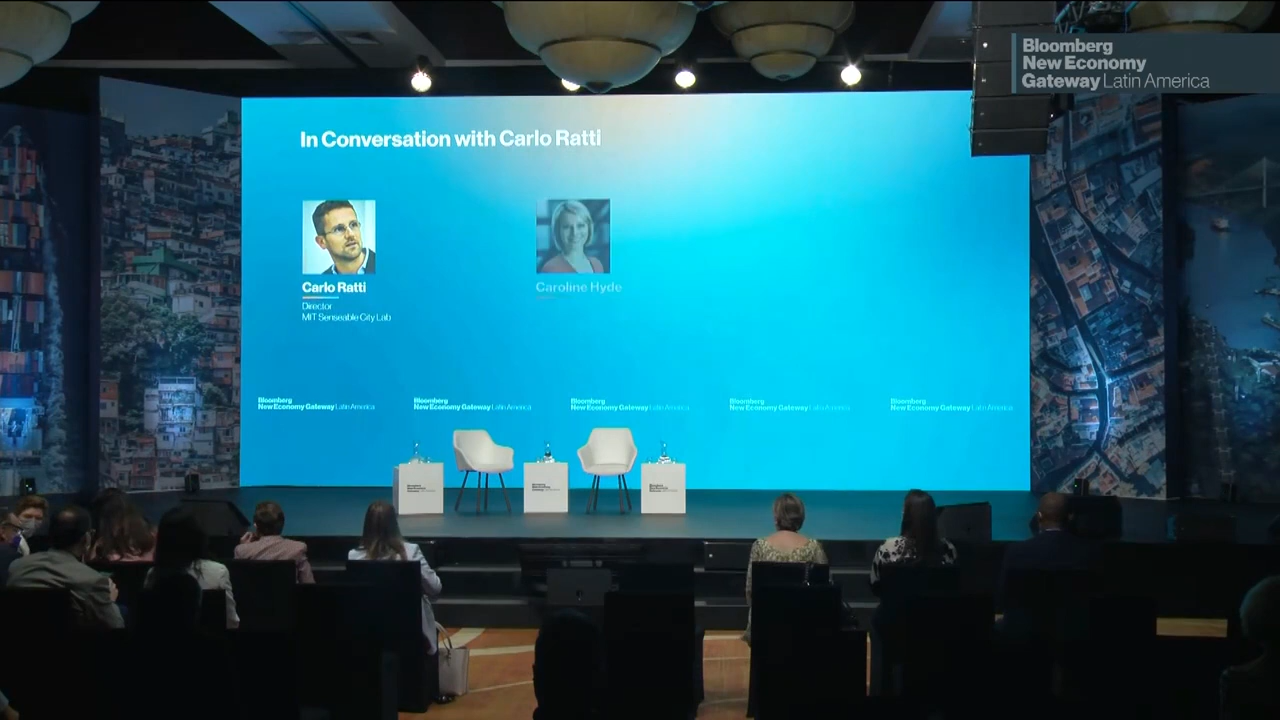 Bloomberg
New Economy
Gateway Latin America
In Conversation with Carlo Ratti
Carlo Ratti
Director
MIT Senseable City Lab
Caroline Hyde
Bloomberg
New Economy Gateway Latin America
Bloomberg
New Economy Gateway Latin America
Bloomberg
New Economy Gateway Latin America
Bloomberg
New Economy Gateway Latin America
Bloomberg
New Economy Gateway Latin America